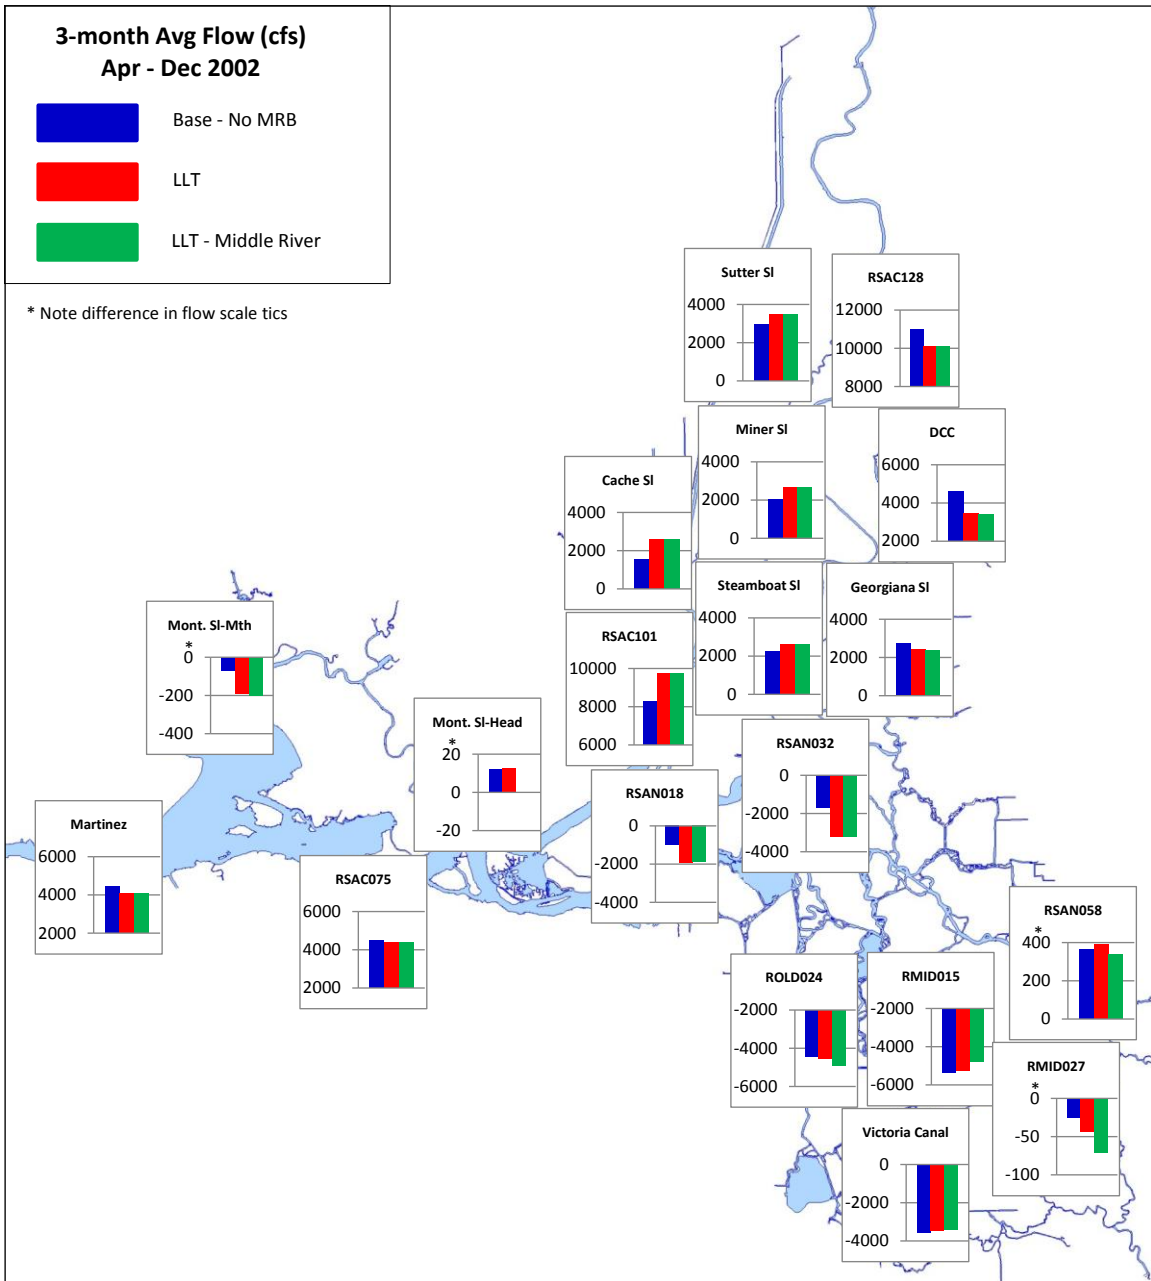 3-month Avg Flow (cfs)
Apr - Dec 2002
Base - No MRB
LLT
LLT - Middle River
* Note difference in flow scale tics
Sutter Sl
4000
2000
0
RSAC128
12000
10000
8000
Miner Sl
4000
2000
0
DCC
6000
4000
2000
Cache Sl
4000
2000
0
Steamboat Sl
4000
2000
0
Georgiana Sl
4000
2000
0
Mont. Sl-Mth
*
0
-200
-400
RSAC101
10000
8000
6000
Mont. Sl-Head
*
20
0
-20
RSAN032
0
-2000
-4000
RSAN018
0
-2000
-4000
Martinez
6000
4000
2000
RSAC075
6000
4000
2000
RSAN058
*
400
200
0
ROLD024
-2000
-4000
-6000
RMID015
-2000
-4000
-6000
RMID027
*
0
-50
-100
Victoria Canal
0
-2000
-4000